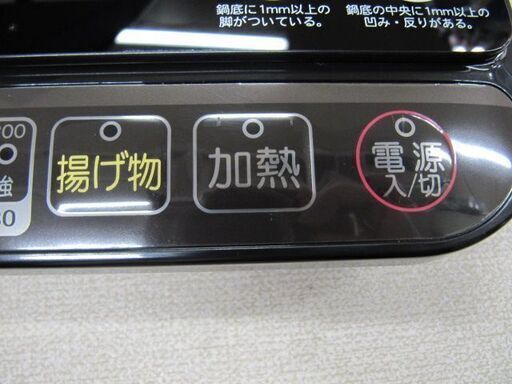 鍋底に1mm以上の
脚がついている。
鍋底の中央に1mm以上の
凹み・反りがある。
200
強
30
揚げ物
加熱
電源
入/切